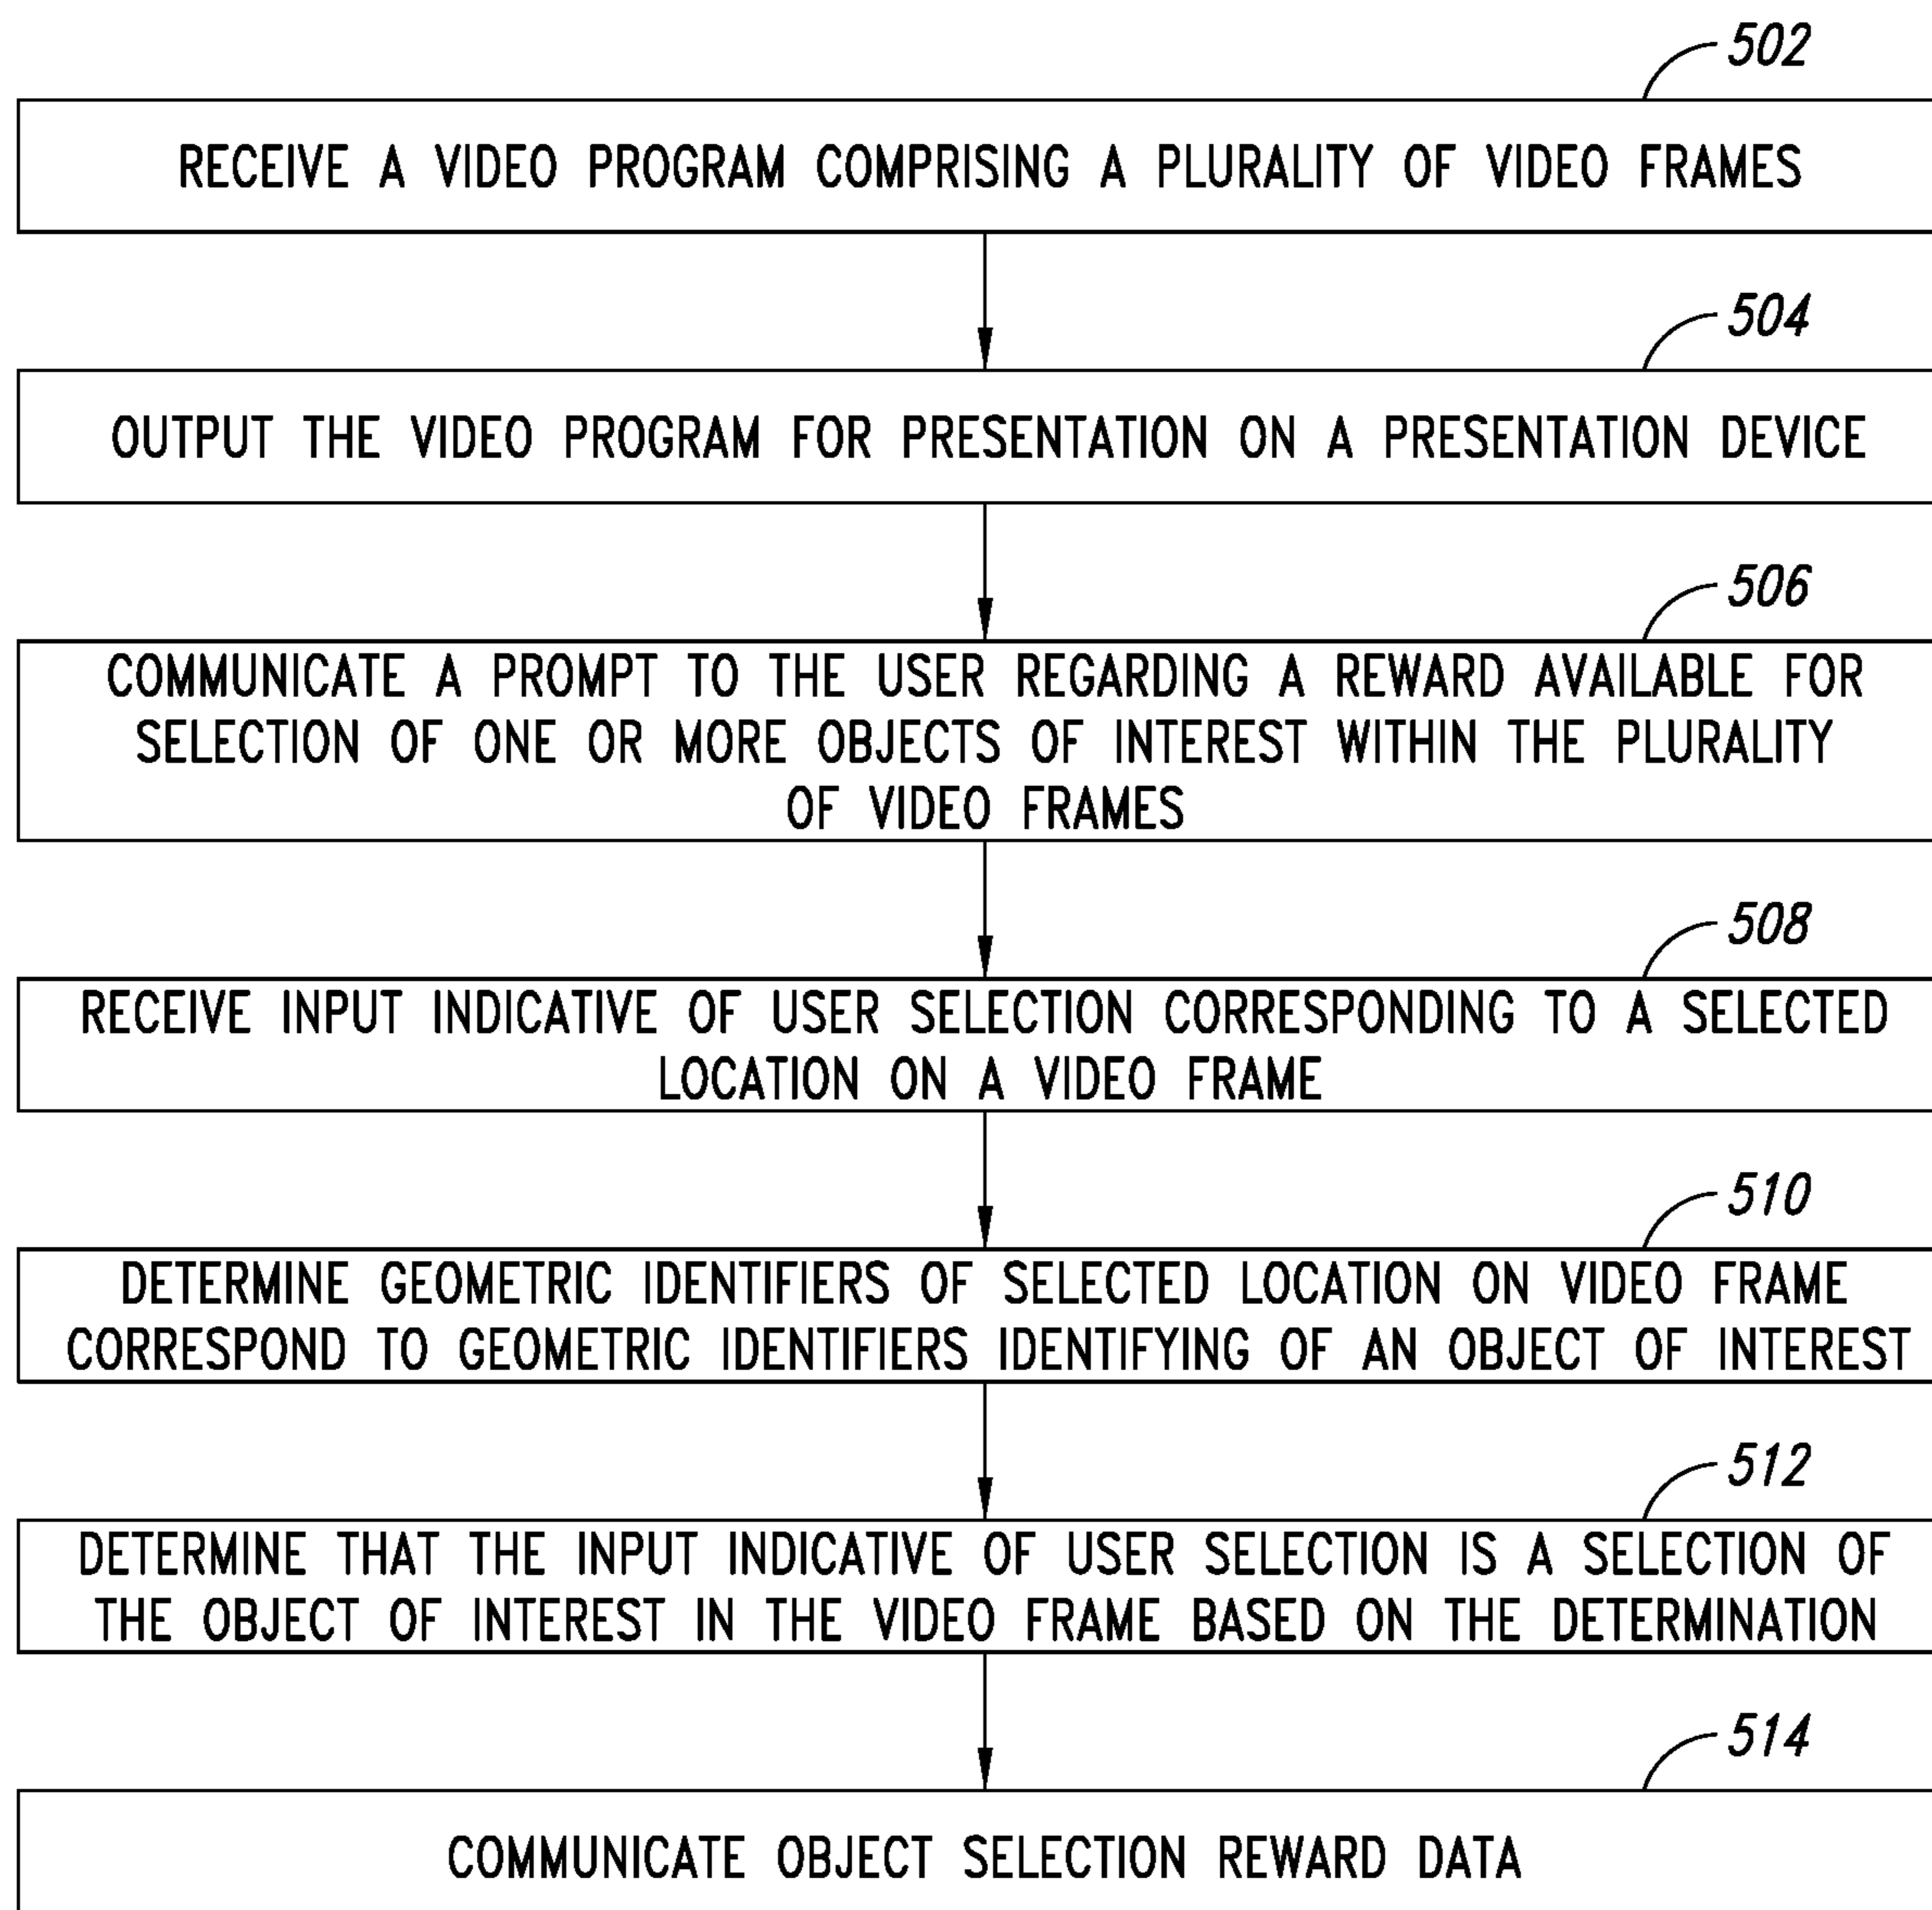 502
RECEIVE A VIDEO PROGRAM COMPRISING A PLURALITY OF VIDEO FRAMES
504
OUTPUT THE VIDEO PROGRAM FOR PRESENTATION ON A PRESENTATION DEVICE
506
COMMUNICATE A PROMPT TO THE USER REGARDING A REWARD AVAILABLE FOR
SELECTION OF ONE OR MORE OBJECTS OF INTEREST WITHIN THE PLURALITY
OF VIDEO FRAMES
508
RECEIVE INPUT INDICATIVE OF USER SELECTION CORRESPONDING TO A SELECTED
LOCATION ON A VIDEO FRAME
510
DETERMINE GEOMETRIC IDENTIFIERS OF SELECTED LOCATION ON VIDEO FRAME
CORRESPOND TO GEOMETRIC IDENTIFIERS IDENTIFYING OF AN OBJECT OF INTEREST
512
DETERMINE THAT THE INPUT INDICATIVE OF USER SELECTION IS A SELECTION OF
THE OBJECT OF INTEREST IN THE VIDEO FRAME BASED ON THE DETERMINATION
514
COMMUNICATE OBJECT SELECTION REWARD DATA